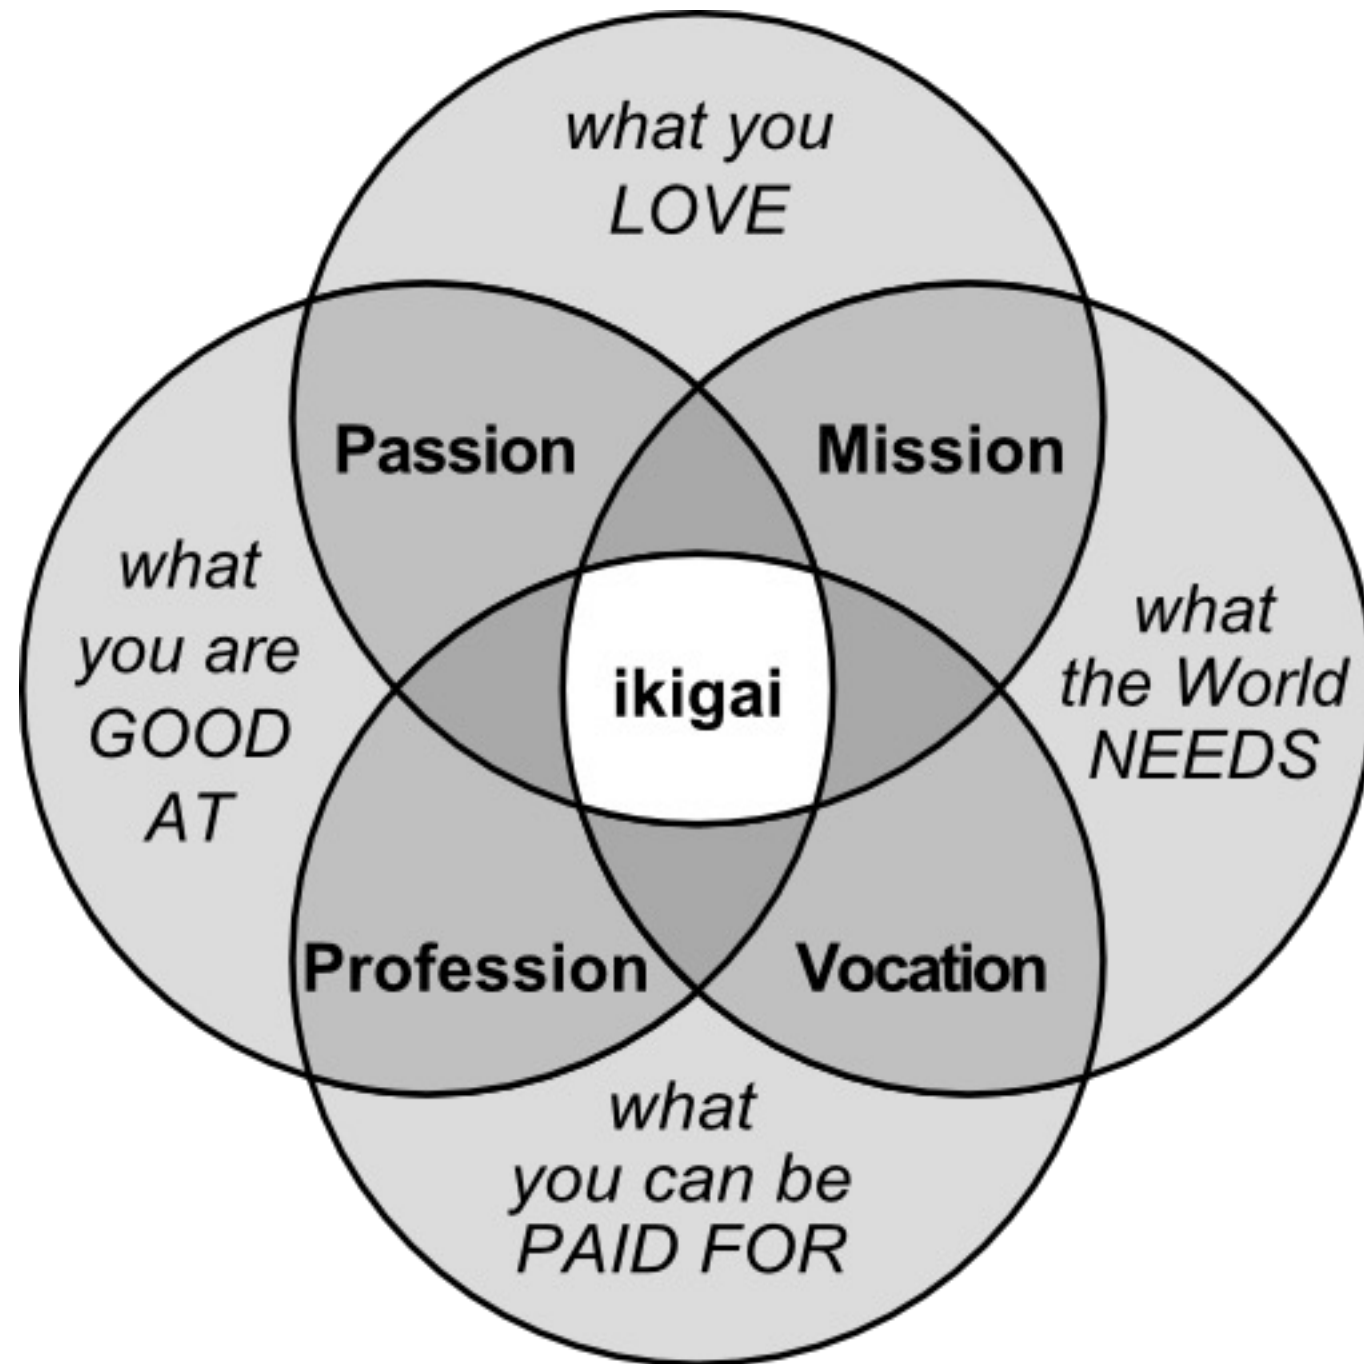 what you
LOVE
Passion
Mission
what
you are
GOOD
AT
ikigai
what
the World
NEEDS
Profession
Vocation
what
you can be
PAID FOR